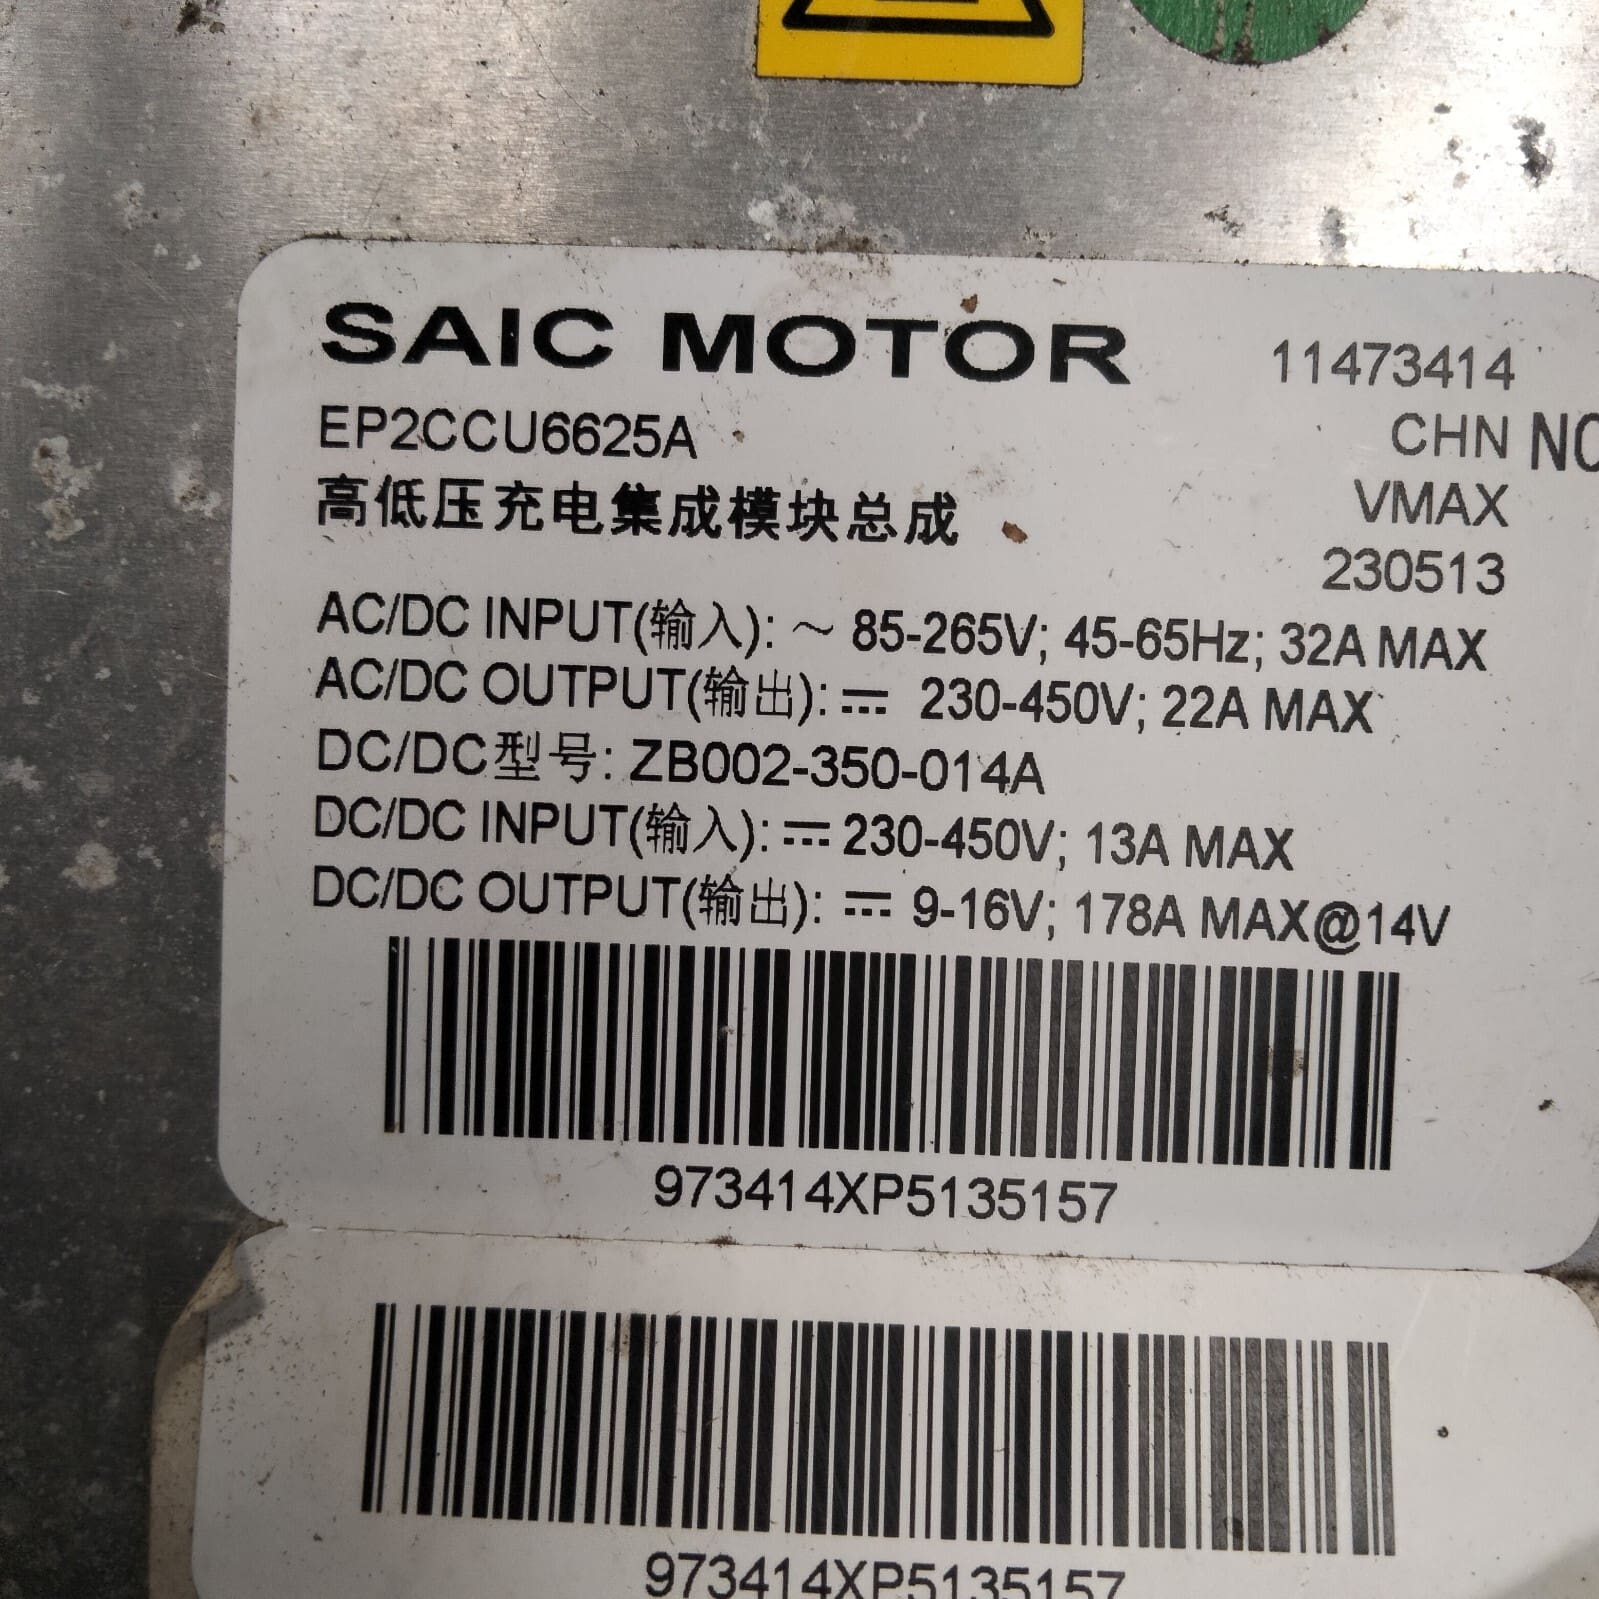 SAIC MOTOR
11473414
EP2CCU6625A
CHN
高低压充电集成模块总成
VMAX
230513
AC/DC INPUT(输入): ～ 85-265V; 45-65Hz; 32A MAX
AC/DC OUTPUT(输出): ⎓ 230-450V; 22A MAX
DC/DC型号: ZB002-350-014A
DC/DC INPUT(输入): ⎓ 230-450V; 13A MAX
DC/DC OUTPUT(输出): ⎓ 9-16V; 178A MAX@14V
973414XP5135157
973414XP5135157